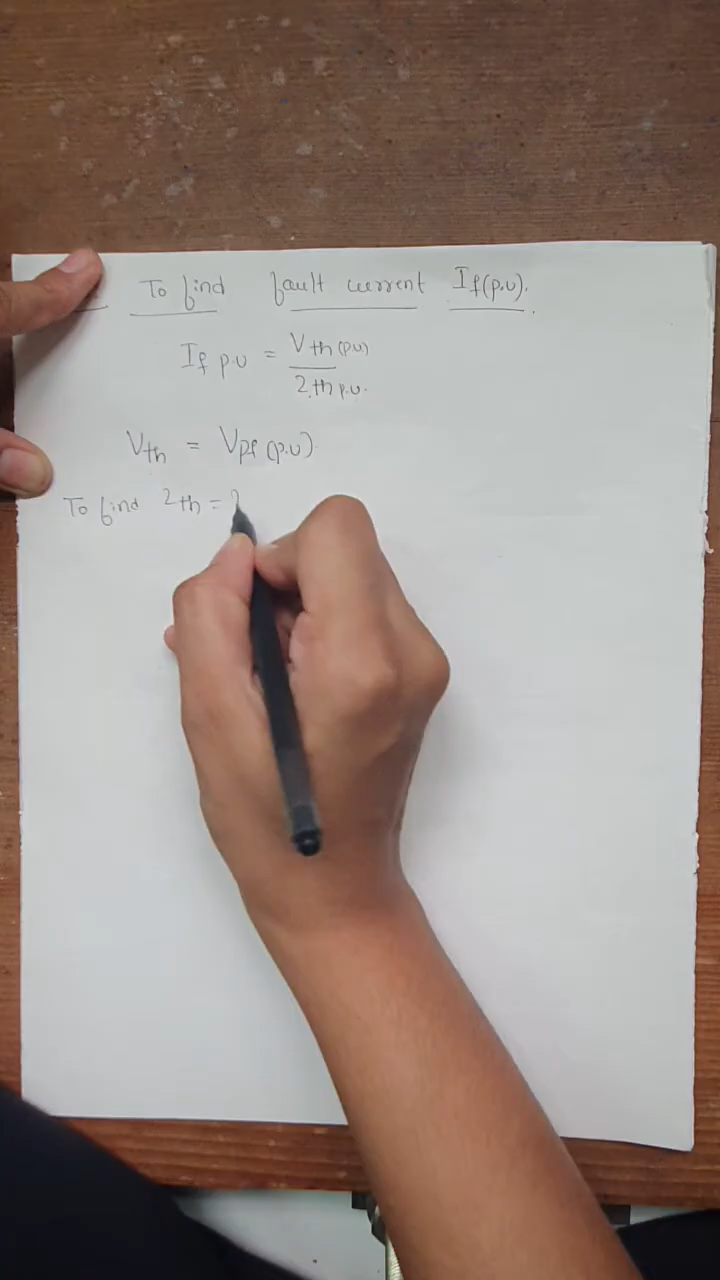 To find fault current If(p.u).
If p.u = Vth (p.u)
Zth p.u.
Vth = Vpf (p.u).
To find Zth =